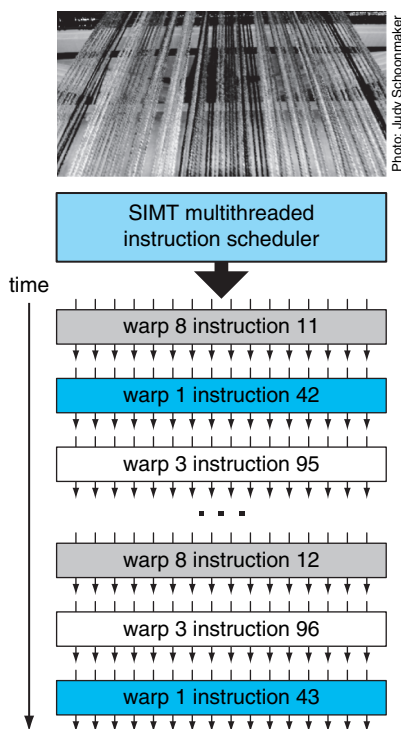 Photo: Judy Schoonmaker
SIMT multithreaded
instruction scheduler
time
warp 8 instruction 11
warp 1 instruction 42
warp 3 instruction 95
. . .
warp 8 instruction 12
warp 3 instruction 96
warp 1 instruction 43